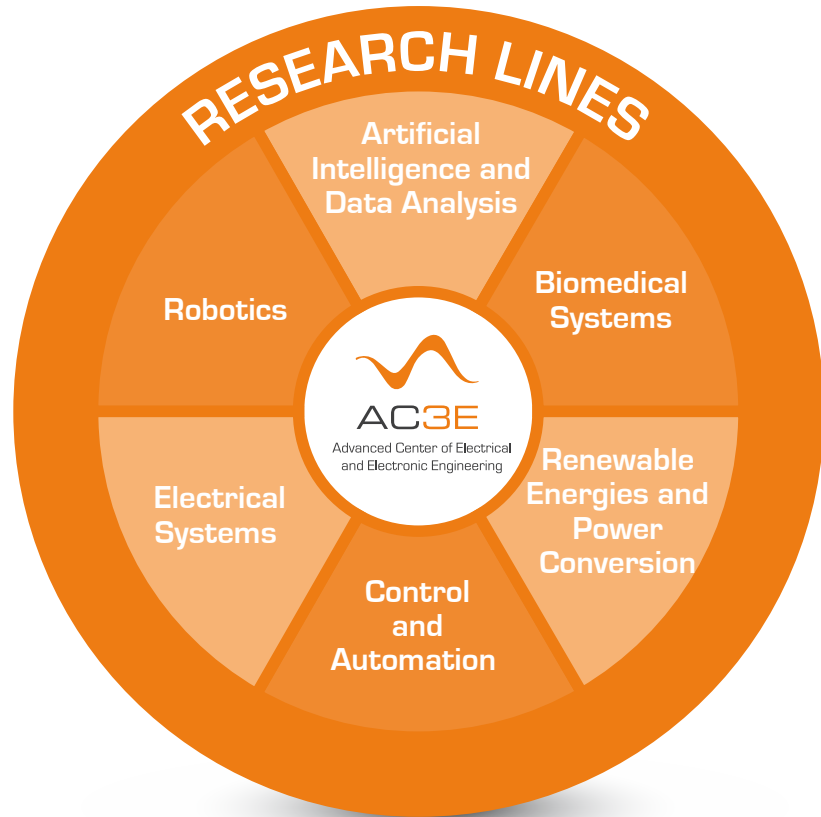 RESEARCH LINES
Artificial
Intelligence and
Data Analysis
Biomedical
Systems
Renewable
Energies and
Power
Conversion
Control
and
Automation
Electrical
Systems
Robotics
AC3E
Advanced Center of Electrical
and Electronic Engineering